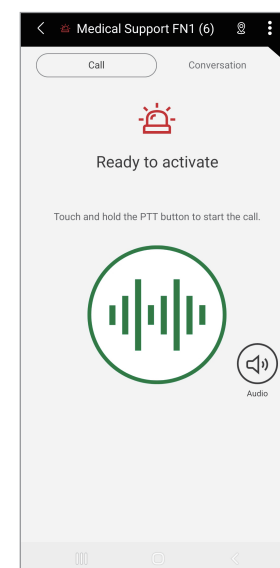 Medical Support FN1 (6)
Call
Conversation
Ready to activate
Touch and hold the PTT button to start the call.
Audio